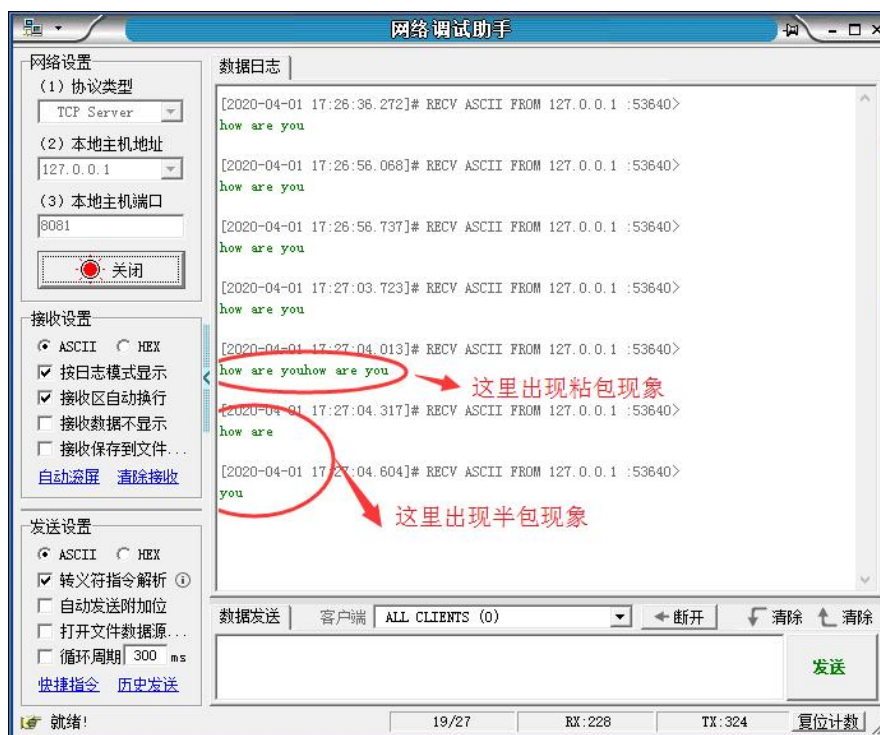 网络调试助手
网络设置
(1) 协议类型
TCP Server
(2) 本地主机地址
127.0.0.1
(3) 本地主机端口
8081
关闭
接收设置
ASCII HEX
按日志模式显示
接收区自动换行
接收数据不显示
接收保存到文件...
自动滚屏 清除接收
发送设置
ASCII HEX
转义符指令解析
自动发送附加位
打开文件数据源...
循环周期 300 ms
快捷指令 历史发送
数据日志
[2020-04-01 17:26:36.272]# RECV ASCII FROM 127.0.0.1 :53640>
how are you
[2020-04-01 17:26:56.068]# RECV ASCII FROM 127.0.0.1 :53640>
how are you
[2020-04-01 17:26:56.737]# RECV ASCII FROM 127.0.0.1 :53640>
how are you
[2020-04-01 17:27:03.723]# RECV ASCII FROM 127.0.0.1 :53640>
how are you
[2020-04-01 17:27:04.013]# RECV ASCII FROM 127.0.0.1 :53640>
how are youhow are you
这里出现粘包现象
[2020-04-01 17:27:04.317]# RECV ASCII FROM 127.0.0.1 :53640>
how are
[2020-04-01 17:27:04.604]# RECV ASCII FROM 127.0.0.1 :53640>
you
这里出现半包现象
数据发送 客户端 ALL CLIENTS (0) 断开 清除 清除
发送
就绪! 19/27 RX:228 TX:324 复位计数